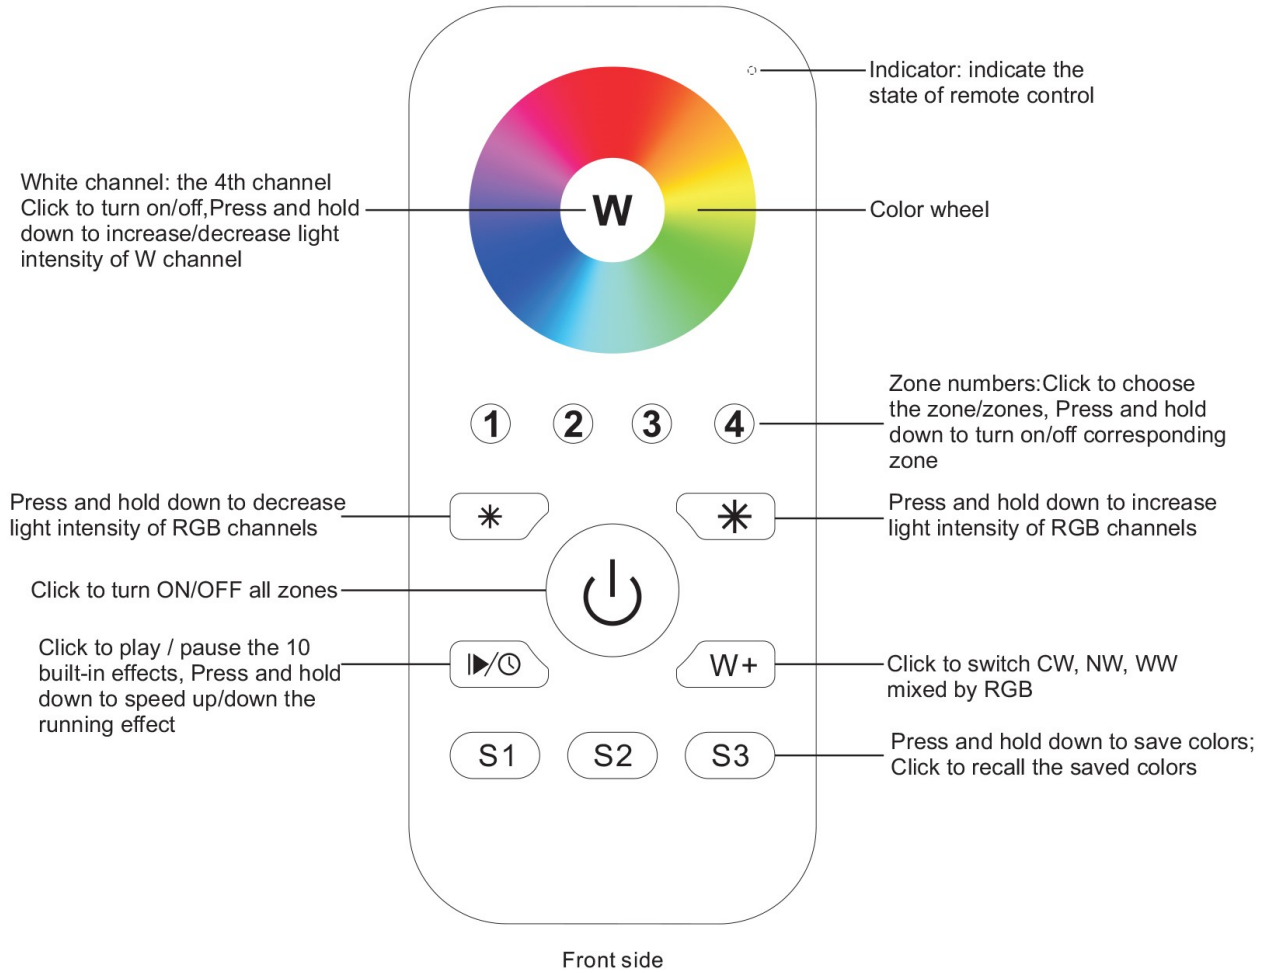 Indicator: indicate the
state of remote control
White channel: the 4th channel
Click to turn on/off,Press and hold
down to increase/decrease light
intensity of W channel
W
Color wheel
Zone numbers:Click to choose
the zone/zones, Press and hold
down to turn on/off corresponding
zone
1 2 3 4
Press and hold down to decrease
light intensity of RGB channels
Press and hold down to increase
light intensity of RGB channels
Click to turn ON/OFF all zones
Click to play / pause the 10
built-in effects, Press and hold
down to speed up/down the
running effect
W+
Click to switch CW, NW, WW
mixed by RGB
S1 S2 S3
Press and hold down to save colors;
Click to recall the saved colors
Front side